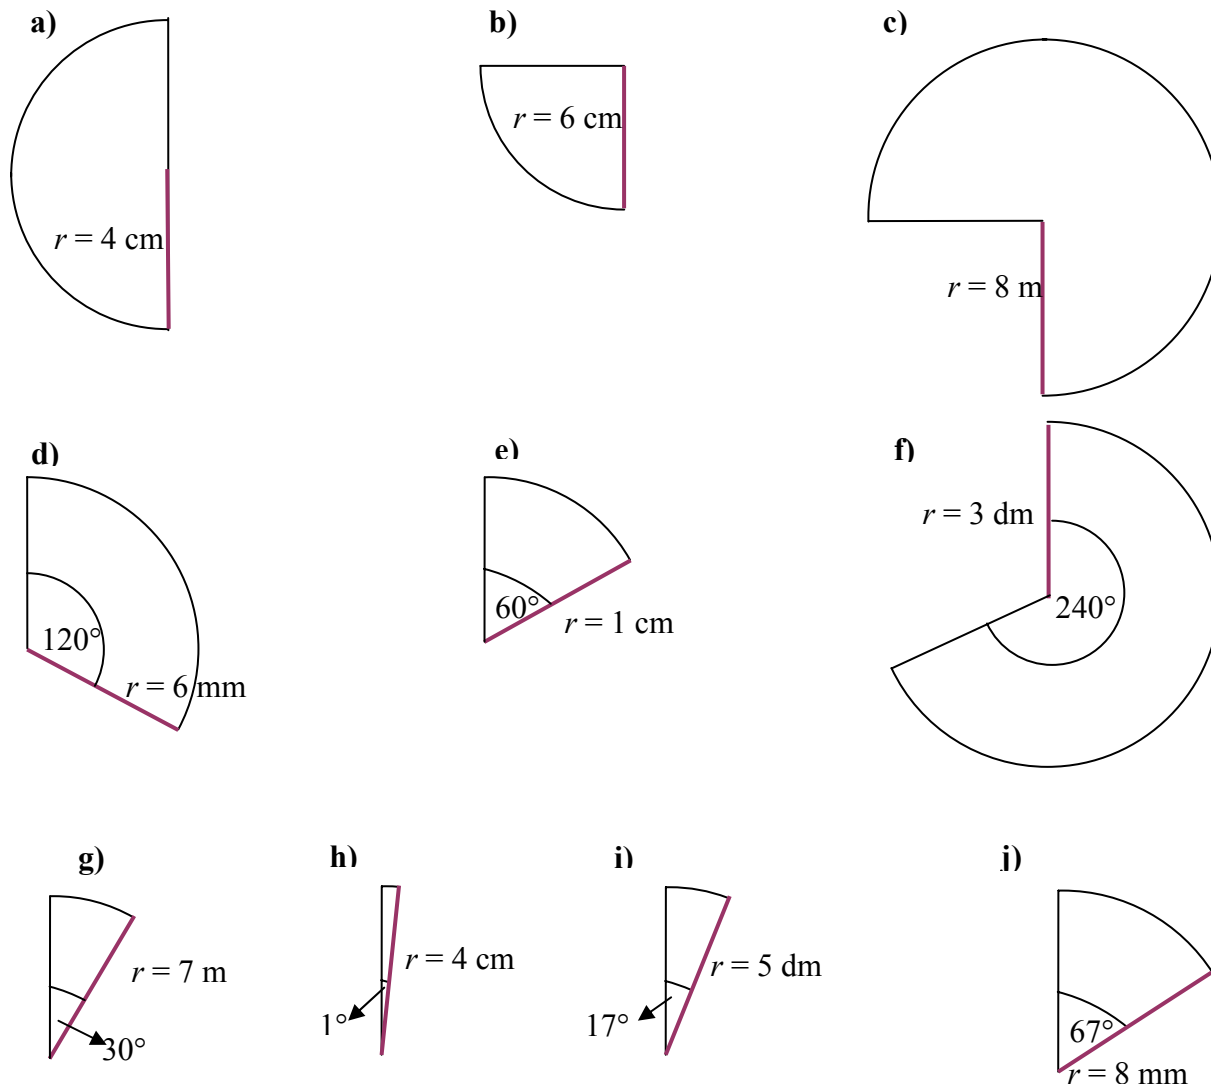 a)
b)
c)
r = 4 cm
r = 6 cm
r = 8 m
d)
e)
f)
120°
r = 6 mm
60°
r = 1 cm
r = 3 dm
240°
g)
h)
i)
j)
r = 7 m
30°
r = 4 cm
1°
r = 5 dm
17°
67°
r = 8 mm